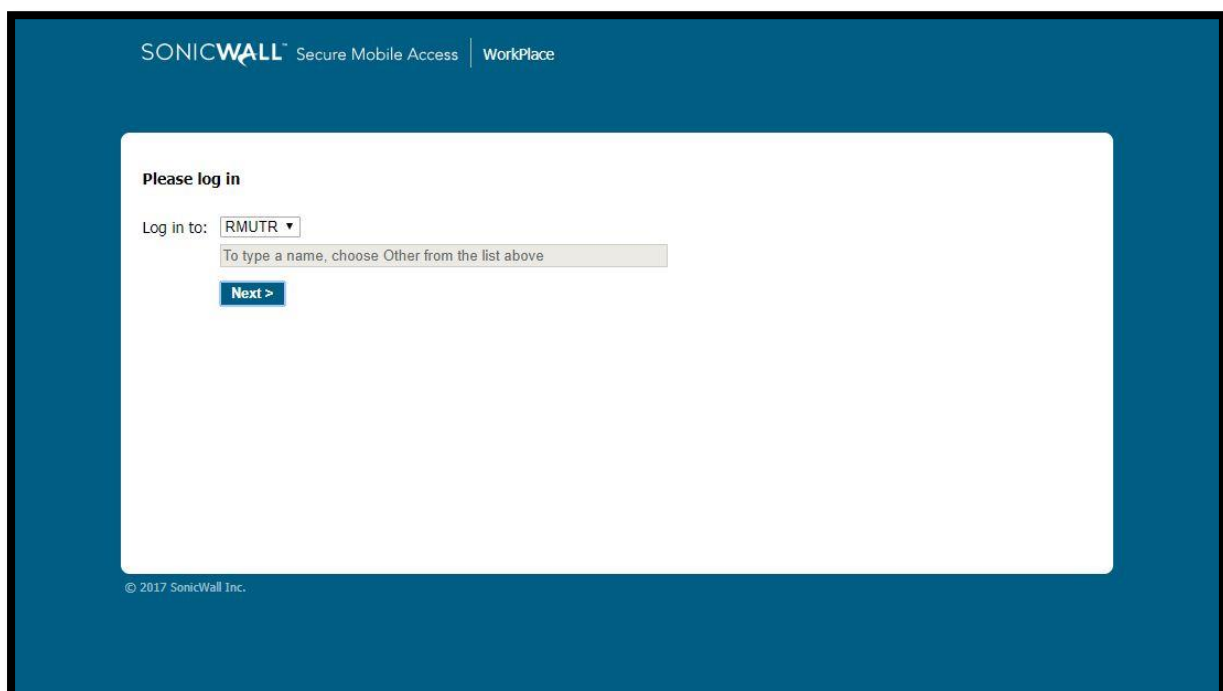 SONICWALL™ Secure Mobile Access | WorkPlace
Please log in
Log in to: RMUTR ▼
To type a name, choose Other from the list above
Next >
© 2017 SonicWall Inc.